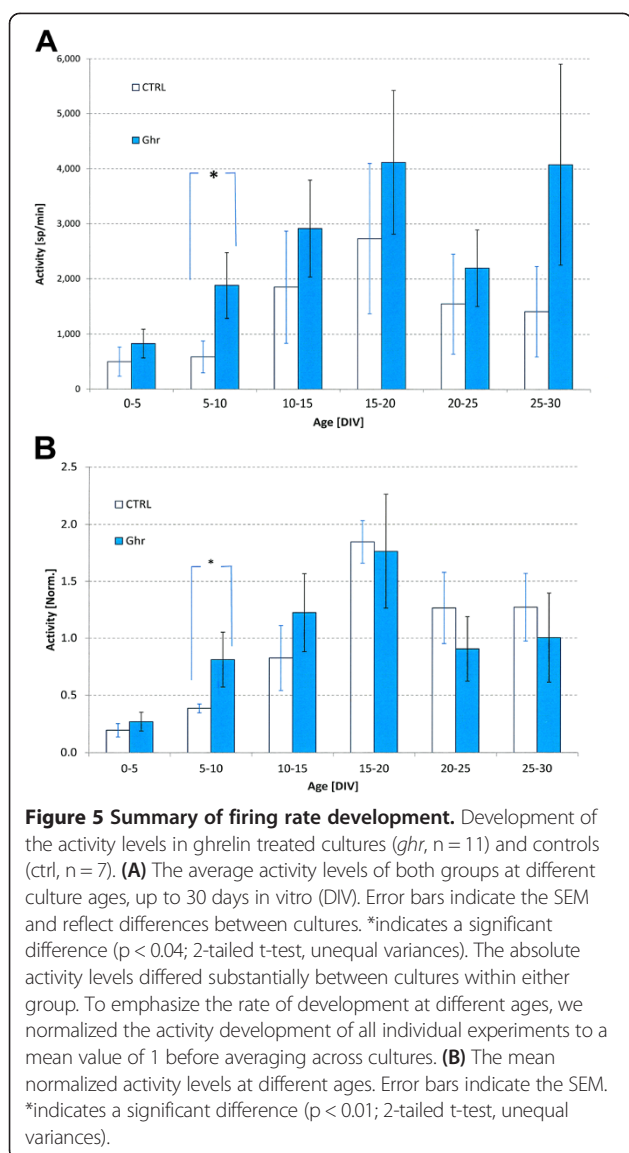 A
6,000
5,000
4,000
3,000
2,000
1,000
0
Activity [sp/min]
CTRL
Ghr
*
0-5 5-10 10-15 15-20 20-25 25-30
Age [DIV]
B
2.5
2.0
1.5
1.0
0.5
0.0
Activity [Norm.]
CTRL
Ghr
*
0-5 5-10 10-15 15-20 20-25 25-30
Age [DIV]
Figure 5 Summary of firing rate development. Development of
the activity levels in ghrelin treated cultures (ghr, n = 11) and controls
(ctrl, n = 7). (A) The average activity levels of both groups at different
culture ages, up to 30 days in vitro (DIV). Error bars indicate the SEM
and reflect differences between cultures. *indicates a significant
difference (p < 0.04; 2-tailed t-test, unequal variances). The absolute
activity levels differed substantially between cultures within either
group. To emphasize the rate of development at different ages, we
normalized the activity development of all individual experiments to a
mean value of 1 before averaging across cultures. (B) The mean
normalized activity levels at different ages. Error bars indicate the SEM.
*indicates a significant difference (p < 0.01; 2-tailed t-test, unequal
variances).